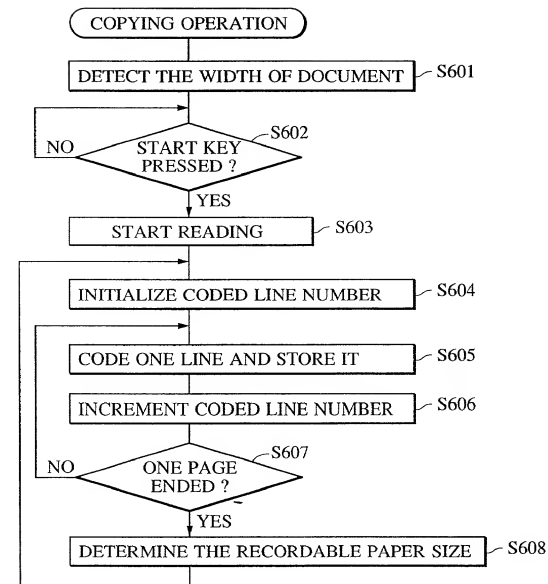 COPYING OPERATION
DETECT THE WIDTH OF DOCUMENT
S601
START KEY
PRESSED ?
S602
NO
YES
START READING
S603
INITIALIZE CODED LINE NUMBER
S604
CODE ONE LINE AND STORE IT
S605
INCREMENT CODED LINE NUMBER
S606
ONE PAGE
ENDED ?
S607
NO
YES
DETERMINE THE RECORDABLE PAPER SIZE
S608